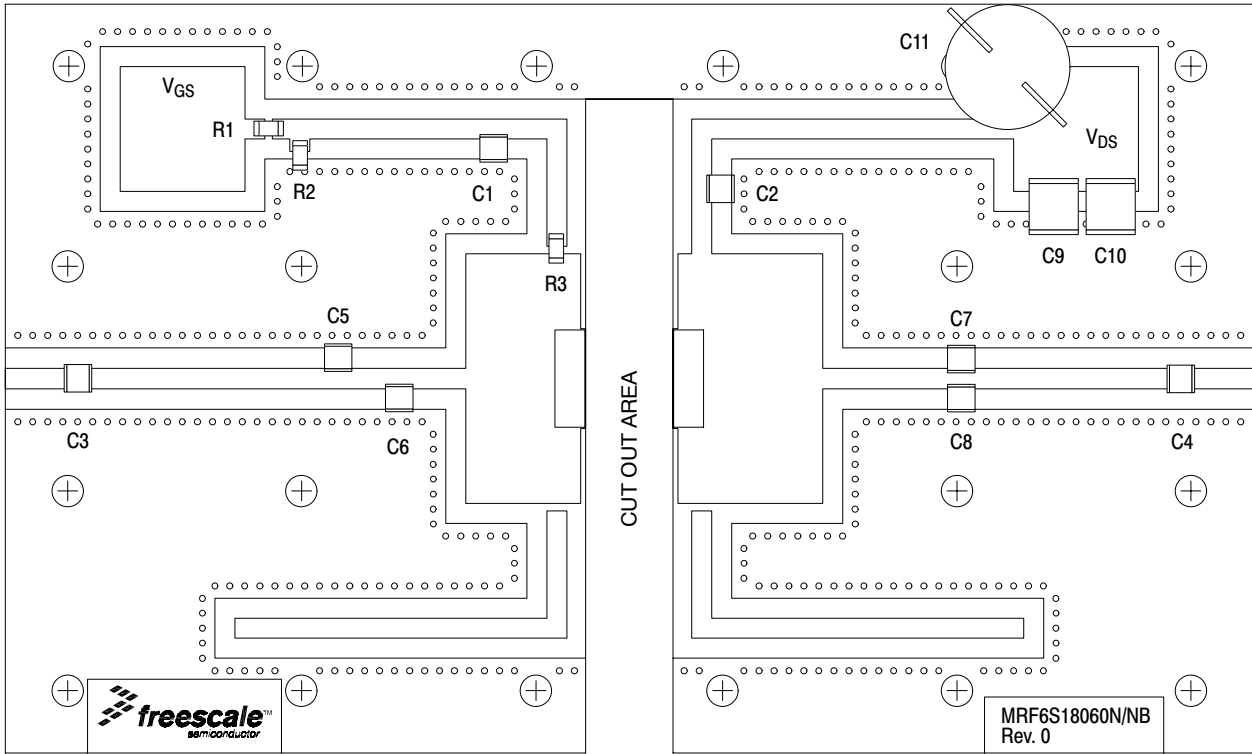 C11
VGS
R1
VDS
R2
C1
C2
C9
C10
R3
C5
C7
CUT OUT AREA
C3
C6
C8
C4
freescale™
semiconductor
MRF6S18060N/NB
Rev. 0